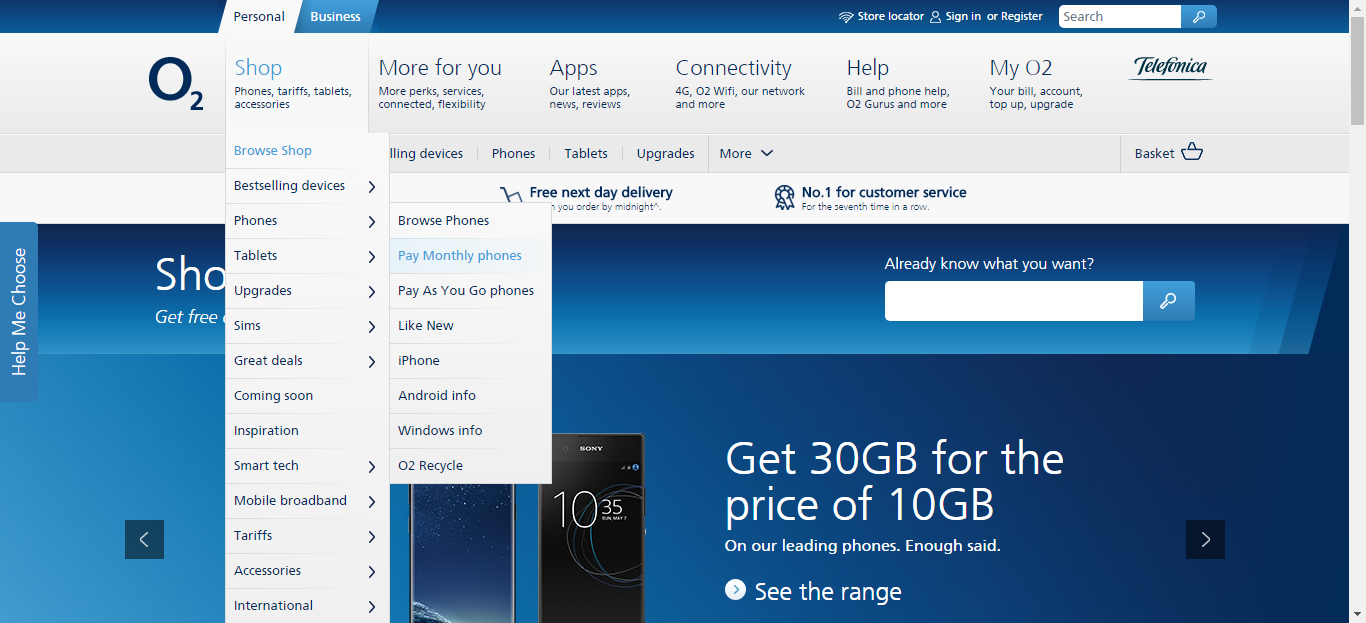 Personal
Business
Store locator
Sign in or Register
Search
O2
Shop
Phones, tariffs, tablets,
accessories
More for you
More perks, services,
connected, flexibility
Apps
Our latest apps,
news, reviews
Connectivity
4G, O2 Wifi, our network
and more
Help
Bill and phone help,
O2 Gurus and more
My O2
Your bill, account,
top up, upgrade
Telefónica
lling devices
Phones
Tablets
Upgrades
More
Basket
Free next day delivery
you order by midnight^.
No.1 for customer service
For the seventh time in a row.
Help Me Choose
Browse Shop
Bestselling devices
Phones
Tablets
Upgrades
Sims
Great deals
Coming soon
Inspiration
Smart tech
Mobile broadband
Tariffs
Accessories
International
Browse Phones
Pay Monthly phones
Pay As You Go phones
Like New
iPhone
Android info
Windows info
O2 Recycle
Sho
Get free
Already know what you want?
SONY
10 35
SUN, MAY 7
Get 30GB for the
price of 10GB
On our leading phones. Enough said.
See the range